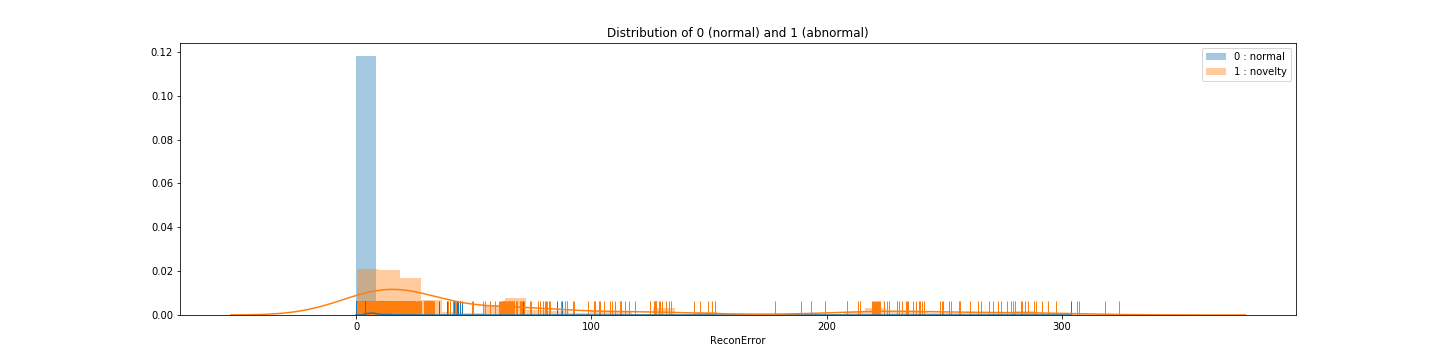 Distribution of 0 (normal) and 1 (abnormal)
0 : normal
1 : novelty
0.12
0.10
0.08
0.06
0.04
0.02
0.00
0 100 200 300
ReconError